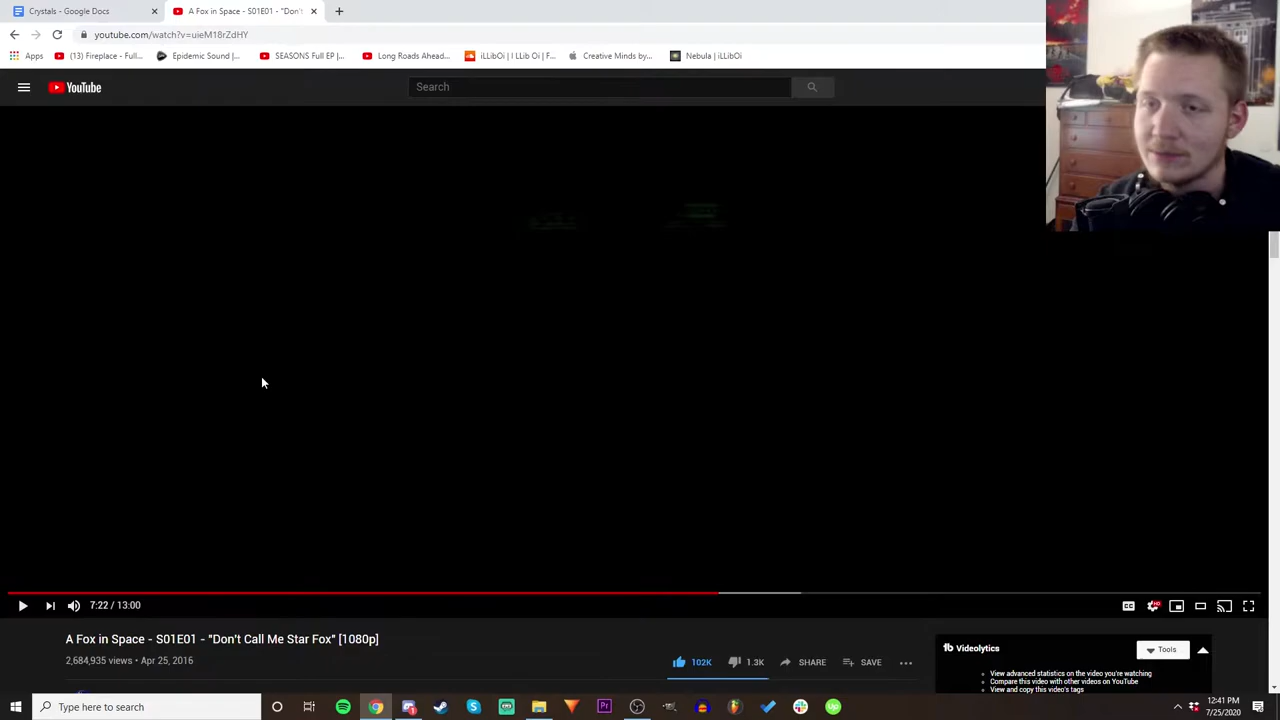 Crystals - Google Docs
A Fox in Space - S01E01 - "Don't
youtube.com/watch?v=uieM18rZdHY
Apps
(13) Fireplace - Full...
Epidemic Sound |...
SEASONS Full EP |...
Long Roads Ahead...
iLLibOi | I LLib Oi | F...
Creative Minds by...
Nebula | iLLibOi
YouTube
Search
7:22 / 13:00
CC
HD
A Fox in Space - S01E01 - "Don't Call Me Star Fox" [1080p]
2,684,935 views • Apr 25, 2016
102K
1.3K
SHARE
SAVE
tb Videolytics
Tools
View advanced statistics on the video you're watching
Compare this video with other videos on YouTube
View and copy this video's tags
Type here to search
Pr
Up
12:41 PM
7/25/2020